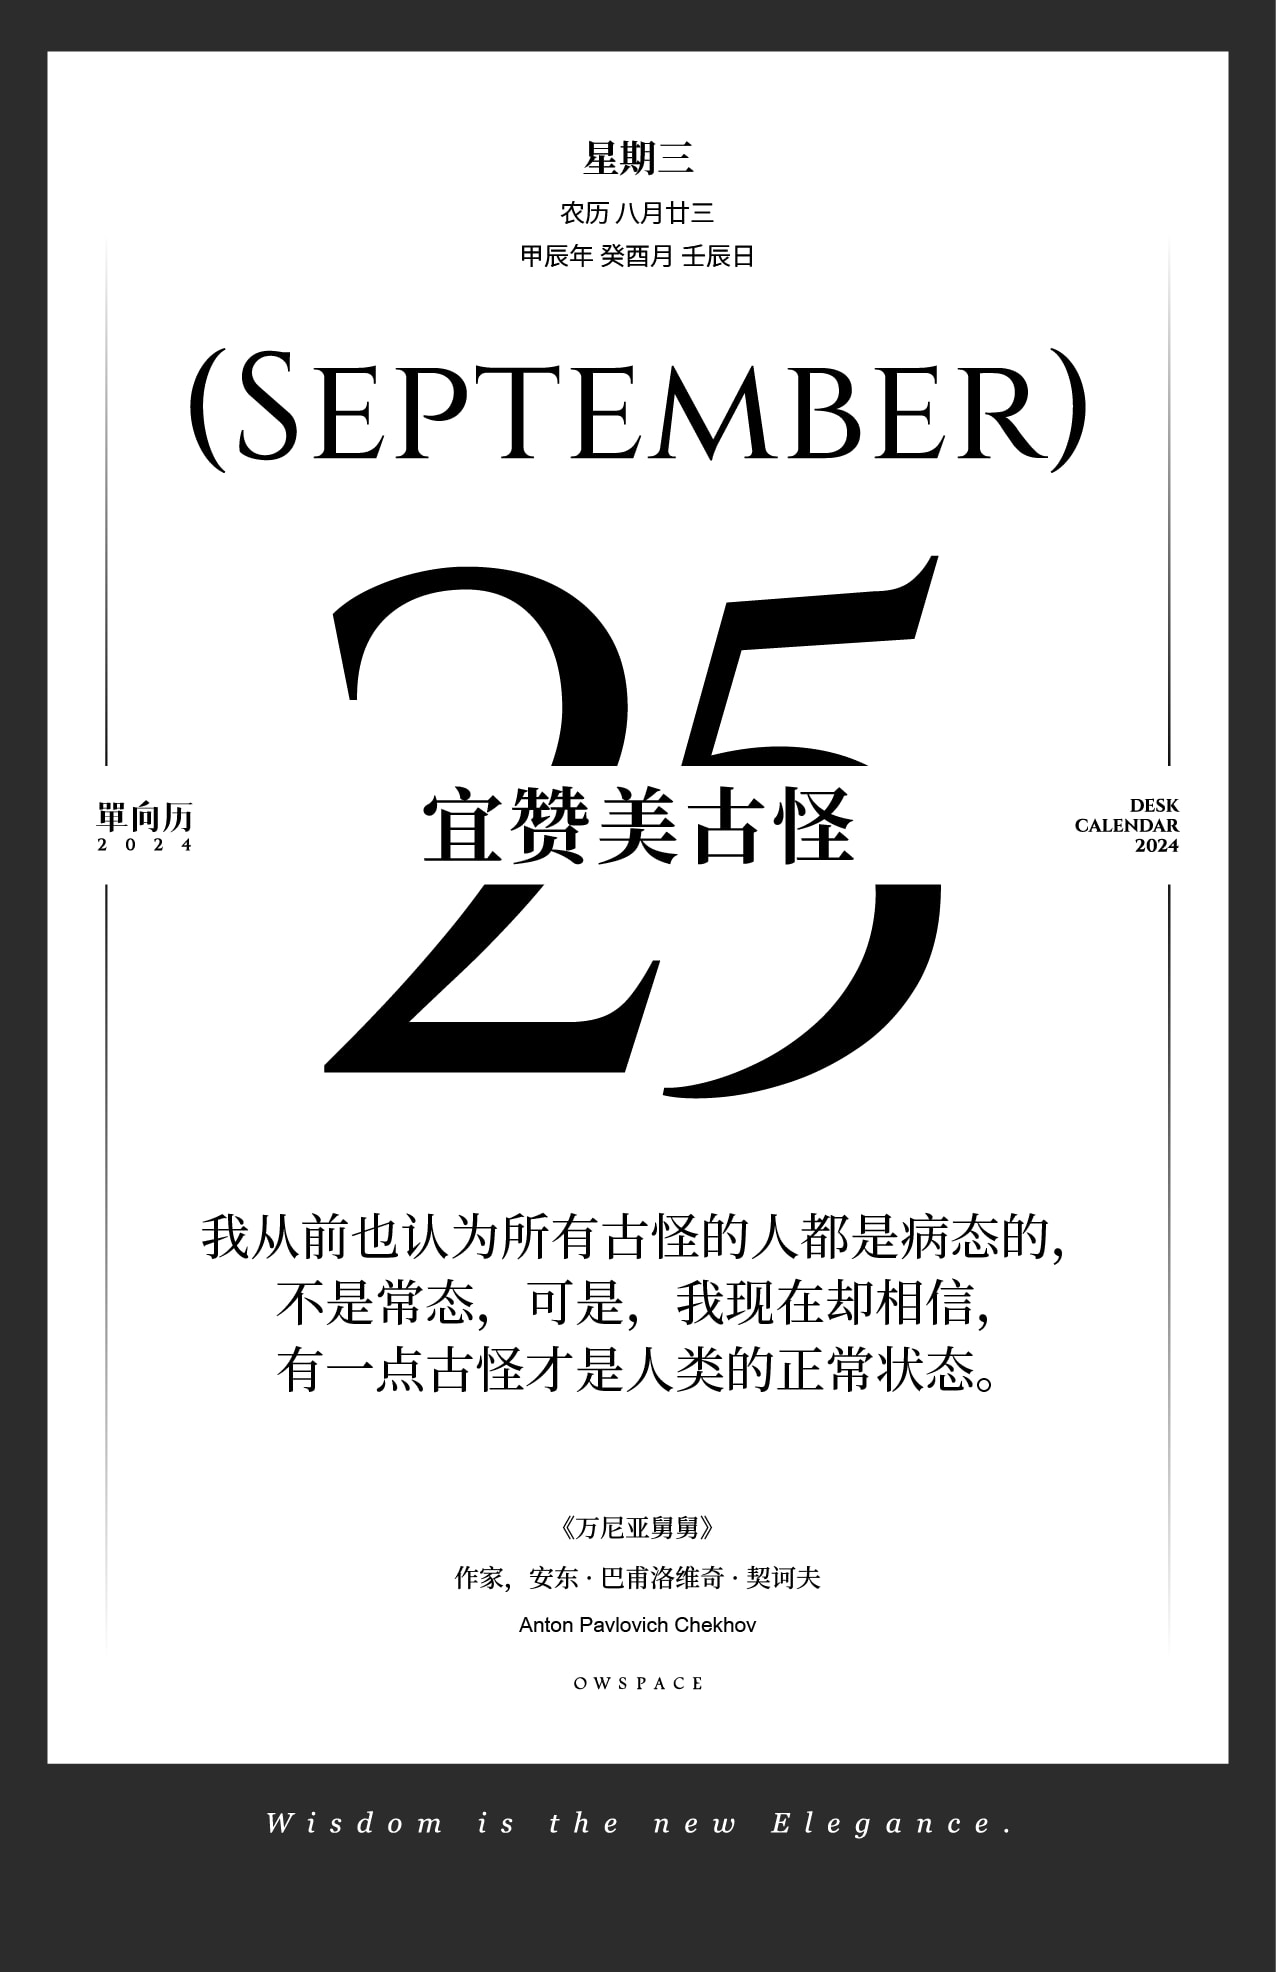 星期三
农历 八月廿三
甲辰年 癸酉月 壬辰日
(SEPTEMBER)
25
單向历
2 0 2 4
宜赞美古怪
DESK
CALENDAR
2024
我从前也认为所有古怪的人都是病态的，
不是常态，可是，我现在却相信，
有一点古怪才是人类的正常状态。
《万尼亚舅舅》
作家，安东 · 巴甫洛维奇 · 契诃夫
Anton Pavlovich Chekhov
OWSPACE
Wisdom is the new Elegance.